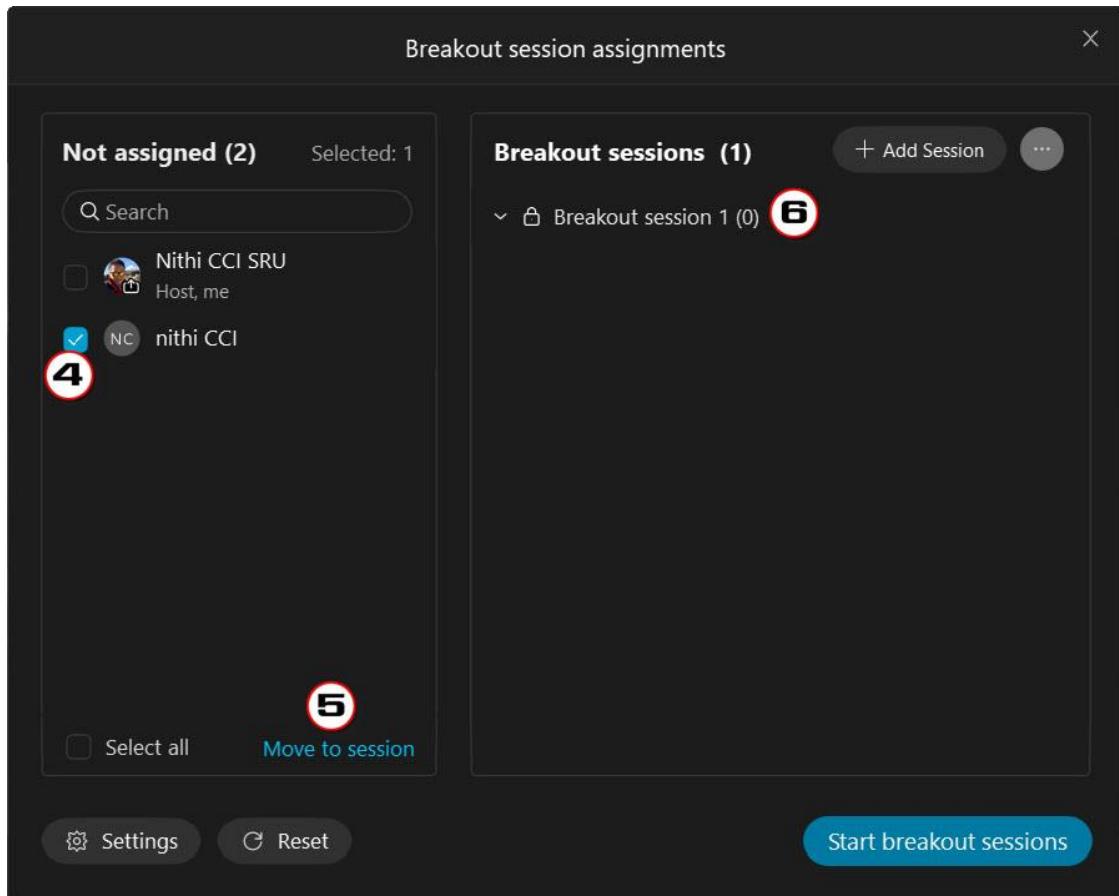 Breakout session assignments
Not assigned (2) Selected: 1
Search
Nithi CCI SRU
Host, me
NC nithi CCI
4
5
Select all Move to session
Breakout sessions (1) + Add Session ...
Breakout session 1 (0) 6
Settings Reset Start breakout sessions